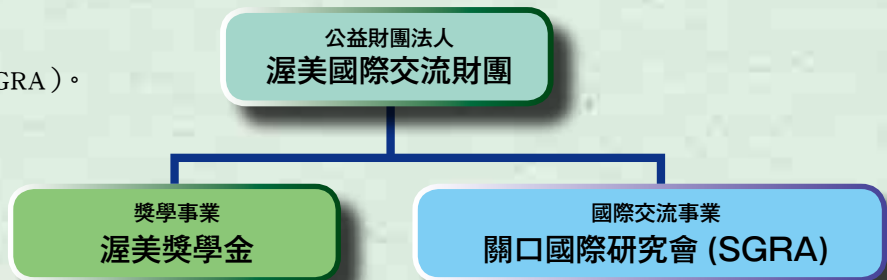 GRA)。
公益財團法人
渥美國際交流財團
獎學事業
渥美獎學金
國際交流事業
關口國際研究會 (SGRA)